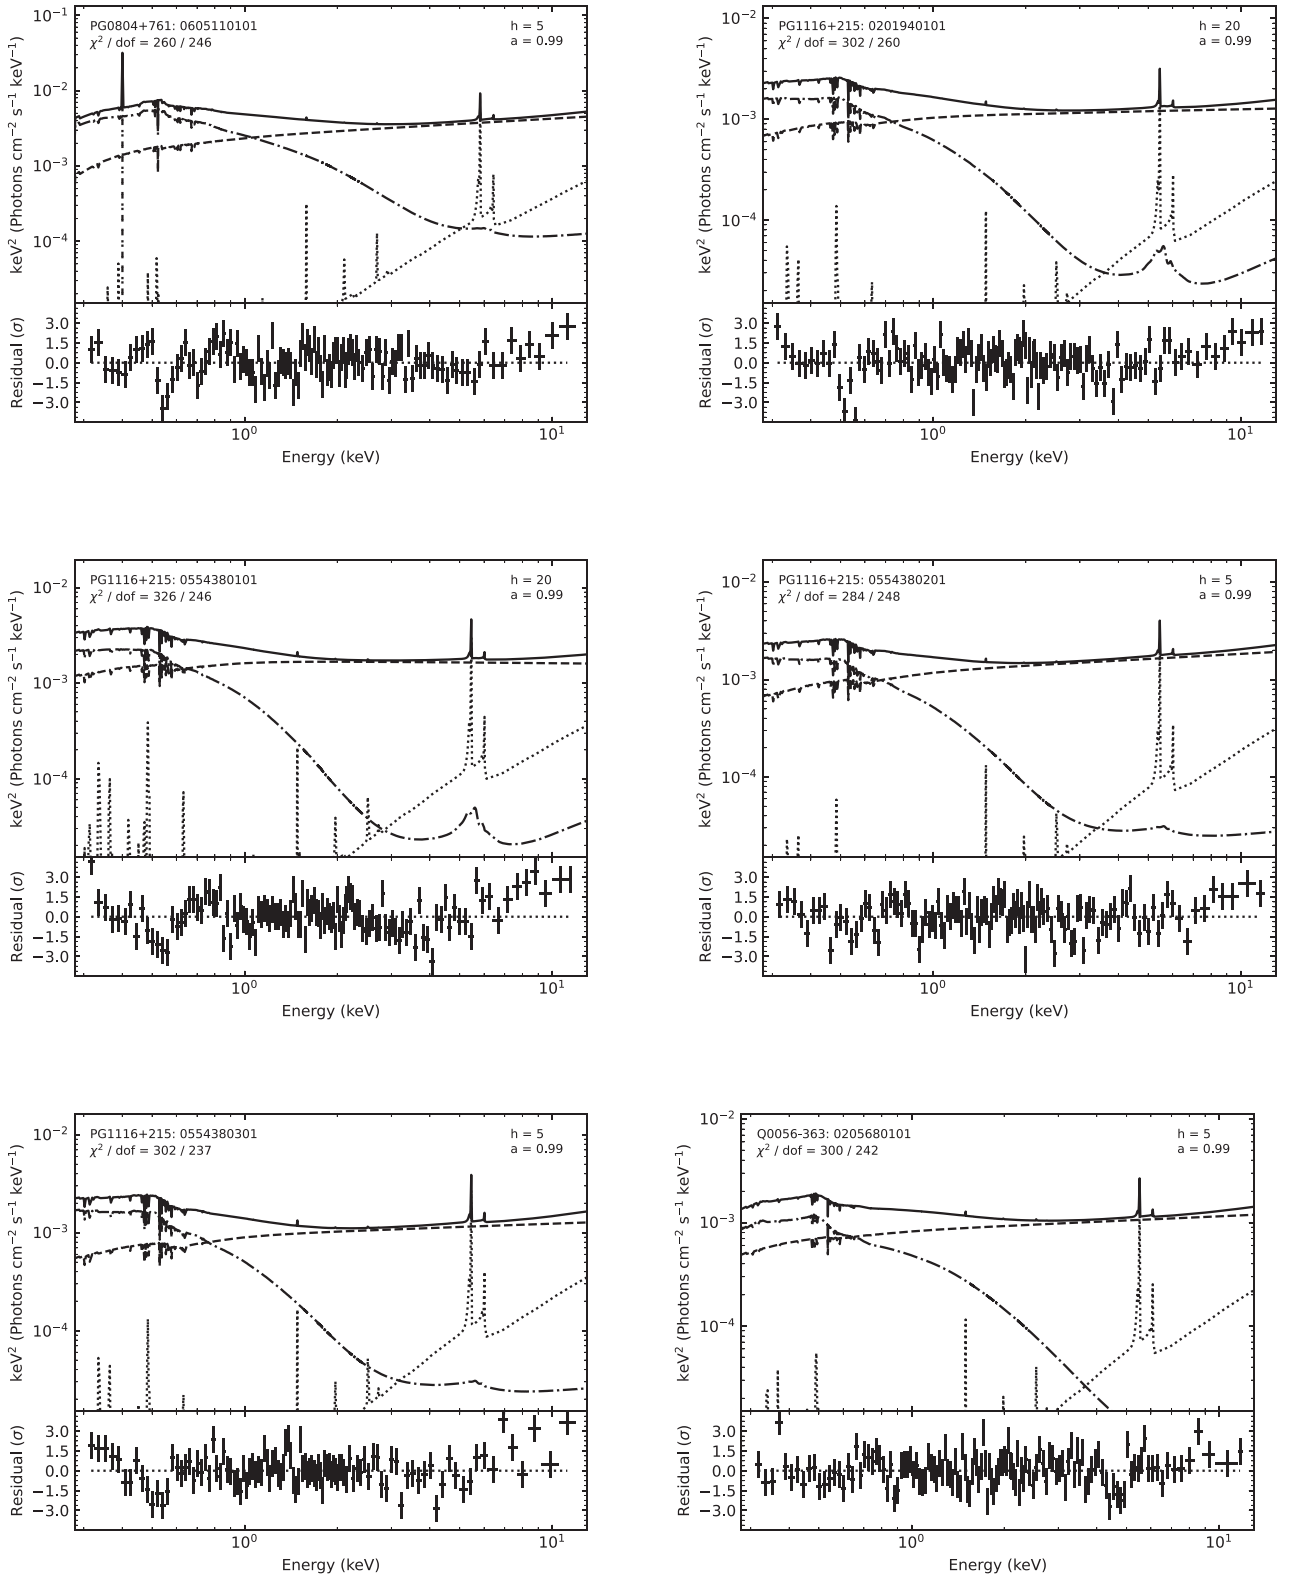 PG0804+761: 0605110101
χ² / dof = 260 / 246
h = 5
a = 0.99
keV² (Photons cm⁻² s⁻¹ keV⁻¹)
10⁻¹
10⁻²
10⁻³
10⁻⁴
Residual (σ)
3.0
1.5
0.0
−1.5
−3.0
10⁰ 10¹
Energy (keV)
PG1116+215: 0201940101
χ² / dof = 302 / 260
h = 20
a = 0.99
keV² (Photons cm⁻² s⁻¹ keV⁻¹)
10⁻²
10⁻³
10⁻⁴
Residual (σ)
3.0
1.5
0.0
−1.5
−3.0
10⁰ 10¹
Energy (keV)
PG1116+215: 0554380101
χ² / dof = 326 / 246
h = 20
a = 0.99
keV² (Photons cm⁻² s⁻¹ keV⁻¹)
10⁻²
10⁻³
10⁻⁴
Residual (σ)
3.0
1.5
0.0
−1.5
−3.0
10⁰ 10¹
Energy (keV)
PG1116+215: 0554380201
χ² / dof = 284 / 248
h = 5
a = 0.99
keV² (Photons cm⁻² s⁻¹ keV⁻¹)
10⁻²
10⁻³
10⁻⁴
Residual (σ)
3.0
1.5
0.0
−1.5
−3.0
10⁰ 10¹
Energy (keV)
PG1116+215: 0554380301
χ² / dof = 302 / 237
h = 5
a = 0.99
keV² (Photons cm⁻² s⁻¹ keV⁻¹)
10⁻²
10⁻³
10⁻⁴
Residual (σ)
3.0
1.5
0.0
−1.5
−3.0
10⁰ 10¹
Energy (keV)
Q0056-363: 0205680101
χ² / dof = 300 / 242
h = 5
a = 0.99
keV² (Photons cm⁻² s⁻¹ keV⁻¹)
10⁻²
10⁻³
10⁻⁴
Residual (σ)
3.0
1.5
0.0
−1.5
−3.0
10⁰ 10¹
Energy (keV)